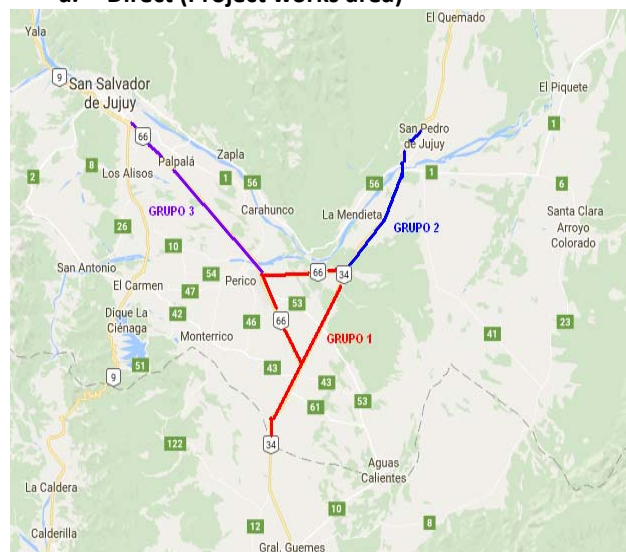 a. Direct (Project works area)
El Quemado
Yala
9
San Salvador
de Jujuy
El Piquete
66
San Pedro
de Jujuy
1
Zapla
Palpalá
8
Los Alisos
2
1
56
56
1
6
GRUPO 3
Carahunco
La Mendieta
GRUPO 2
Santa Clara
Arroyo
Colorado
26
10
San Antonio
54
66
34
El Carmen
Perico
47
53
Dique La
Ciénaga
42
46
66
23
Monterrico
GRUPO 1
41
51
43
9
43
61
53
122
34
Aguas
Calientes
La Caldera
10
12
8
Calderilla
Gral. Guemes